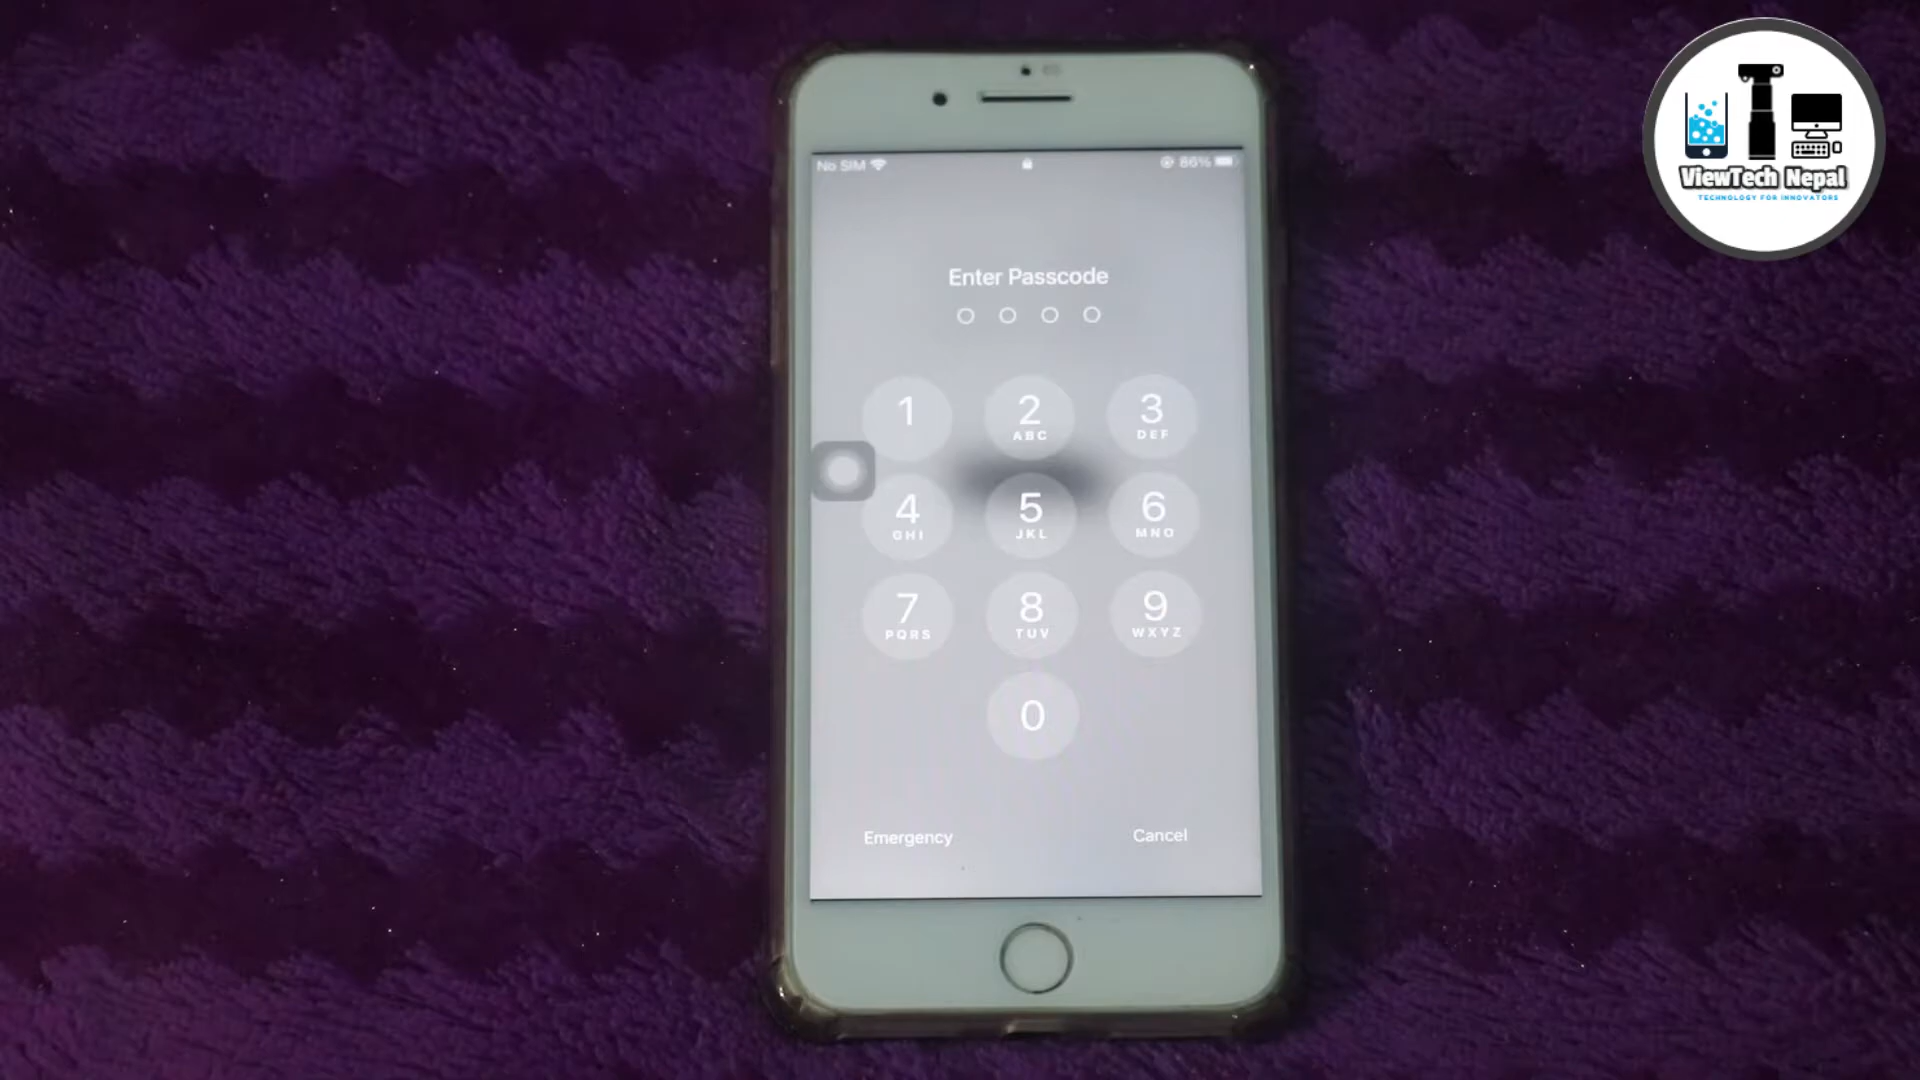 ViewTech Nepal
TECHNOLOGY FOR INNOVATORS
No SIM 86%
Enter Passcode
1 2 3
ABC DEF
4 5 6
GHI JKL MNO
7 8 9
PQRS TUV WXYZ
0
Emergency Cancel